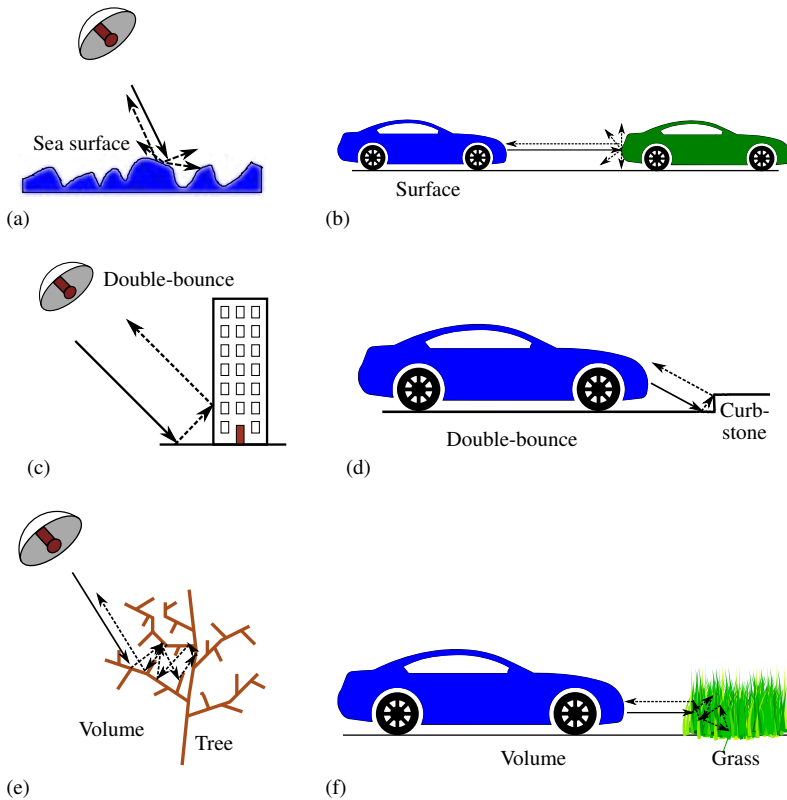 Sea surface
(a)
Surface
(b)
Double-bounce
(c)
Double-bounce
Curb-
stone
(d)
Volume
Tree
(e)
Volume
Grass
(f)